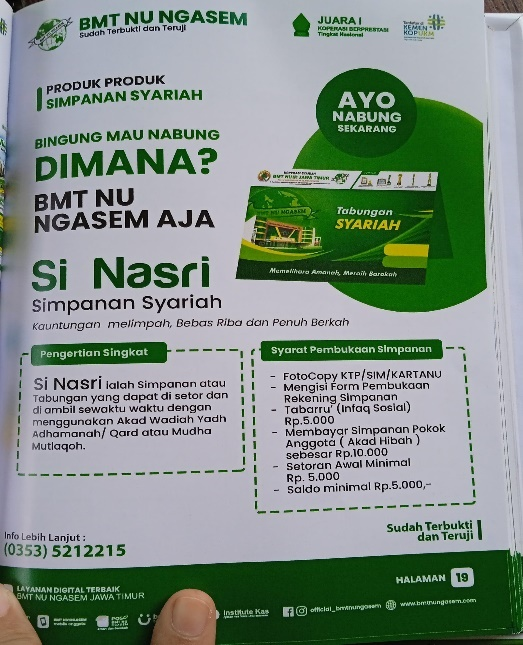 BMT NU NGASEM
Sudah Terbukti dan Teruji
JUARA I
KOPERASI BERPRESTASI
Tingkat Nasional
KEMEN
KOPUKM
PRODUK PRODUK
SIMPANAN SYARIAH
AYO
NABUNG
SEKARANG
BINGUNG MAU NABUNG
DIMANA?
BMT NU
NGASEM AJA
BMT NU NGASEM
Tabungan
SYARIAH
Memelihara Amanah, Meraih Barokah
Si Nasri
Simpanan Syariah
Kauntungan melimpah, Bebas Riba dan Penuh Berkah
Pengertian Singkat
Si Nasri ialah Simpanan atau
Tabungan yang dapat di setor dan
di ambil sewaktu waktu dengan
menggunakan Akad Wadiah Yadh
Adhamanah/ Qard atau Mudha
Mutlaqoh.
Syarat Pembukaan Simpanan
- FotoCopy KTP/SIM/KARTANU
- Mengisi Form Pembukaan
Rekening Simpanan
- Tabarru' (Infaq Sosial)
Rp.5.000
- Membayar Simpanan Pokok
Anggota ( Akad Hibah )
sebesar Rp.10.000
- Setoran Awal Minimal
Rp. 5.000
- Saldo minimal Rp.5.000,-
Info Lebih Lanjut :
(0353) 5212215
Sudah Terbukti
dan Teruji
LAYANAN DIGITAL TERBAIK
BMT NU NGASEM JAWA TIMUR
HALAMAN 19
Institute Kas
official_bmtnungasem
www.bmtnungasem.com